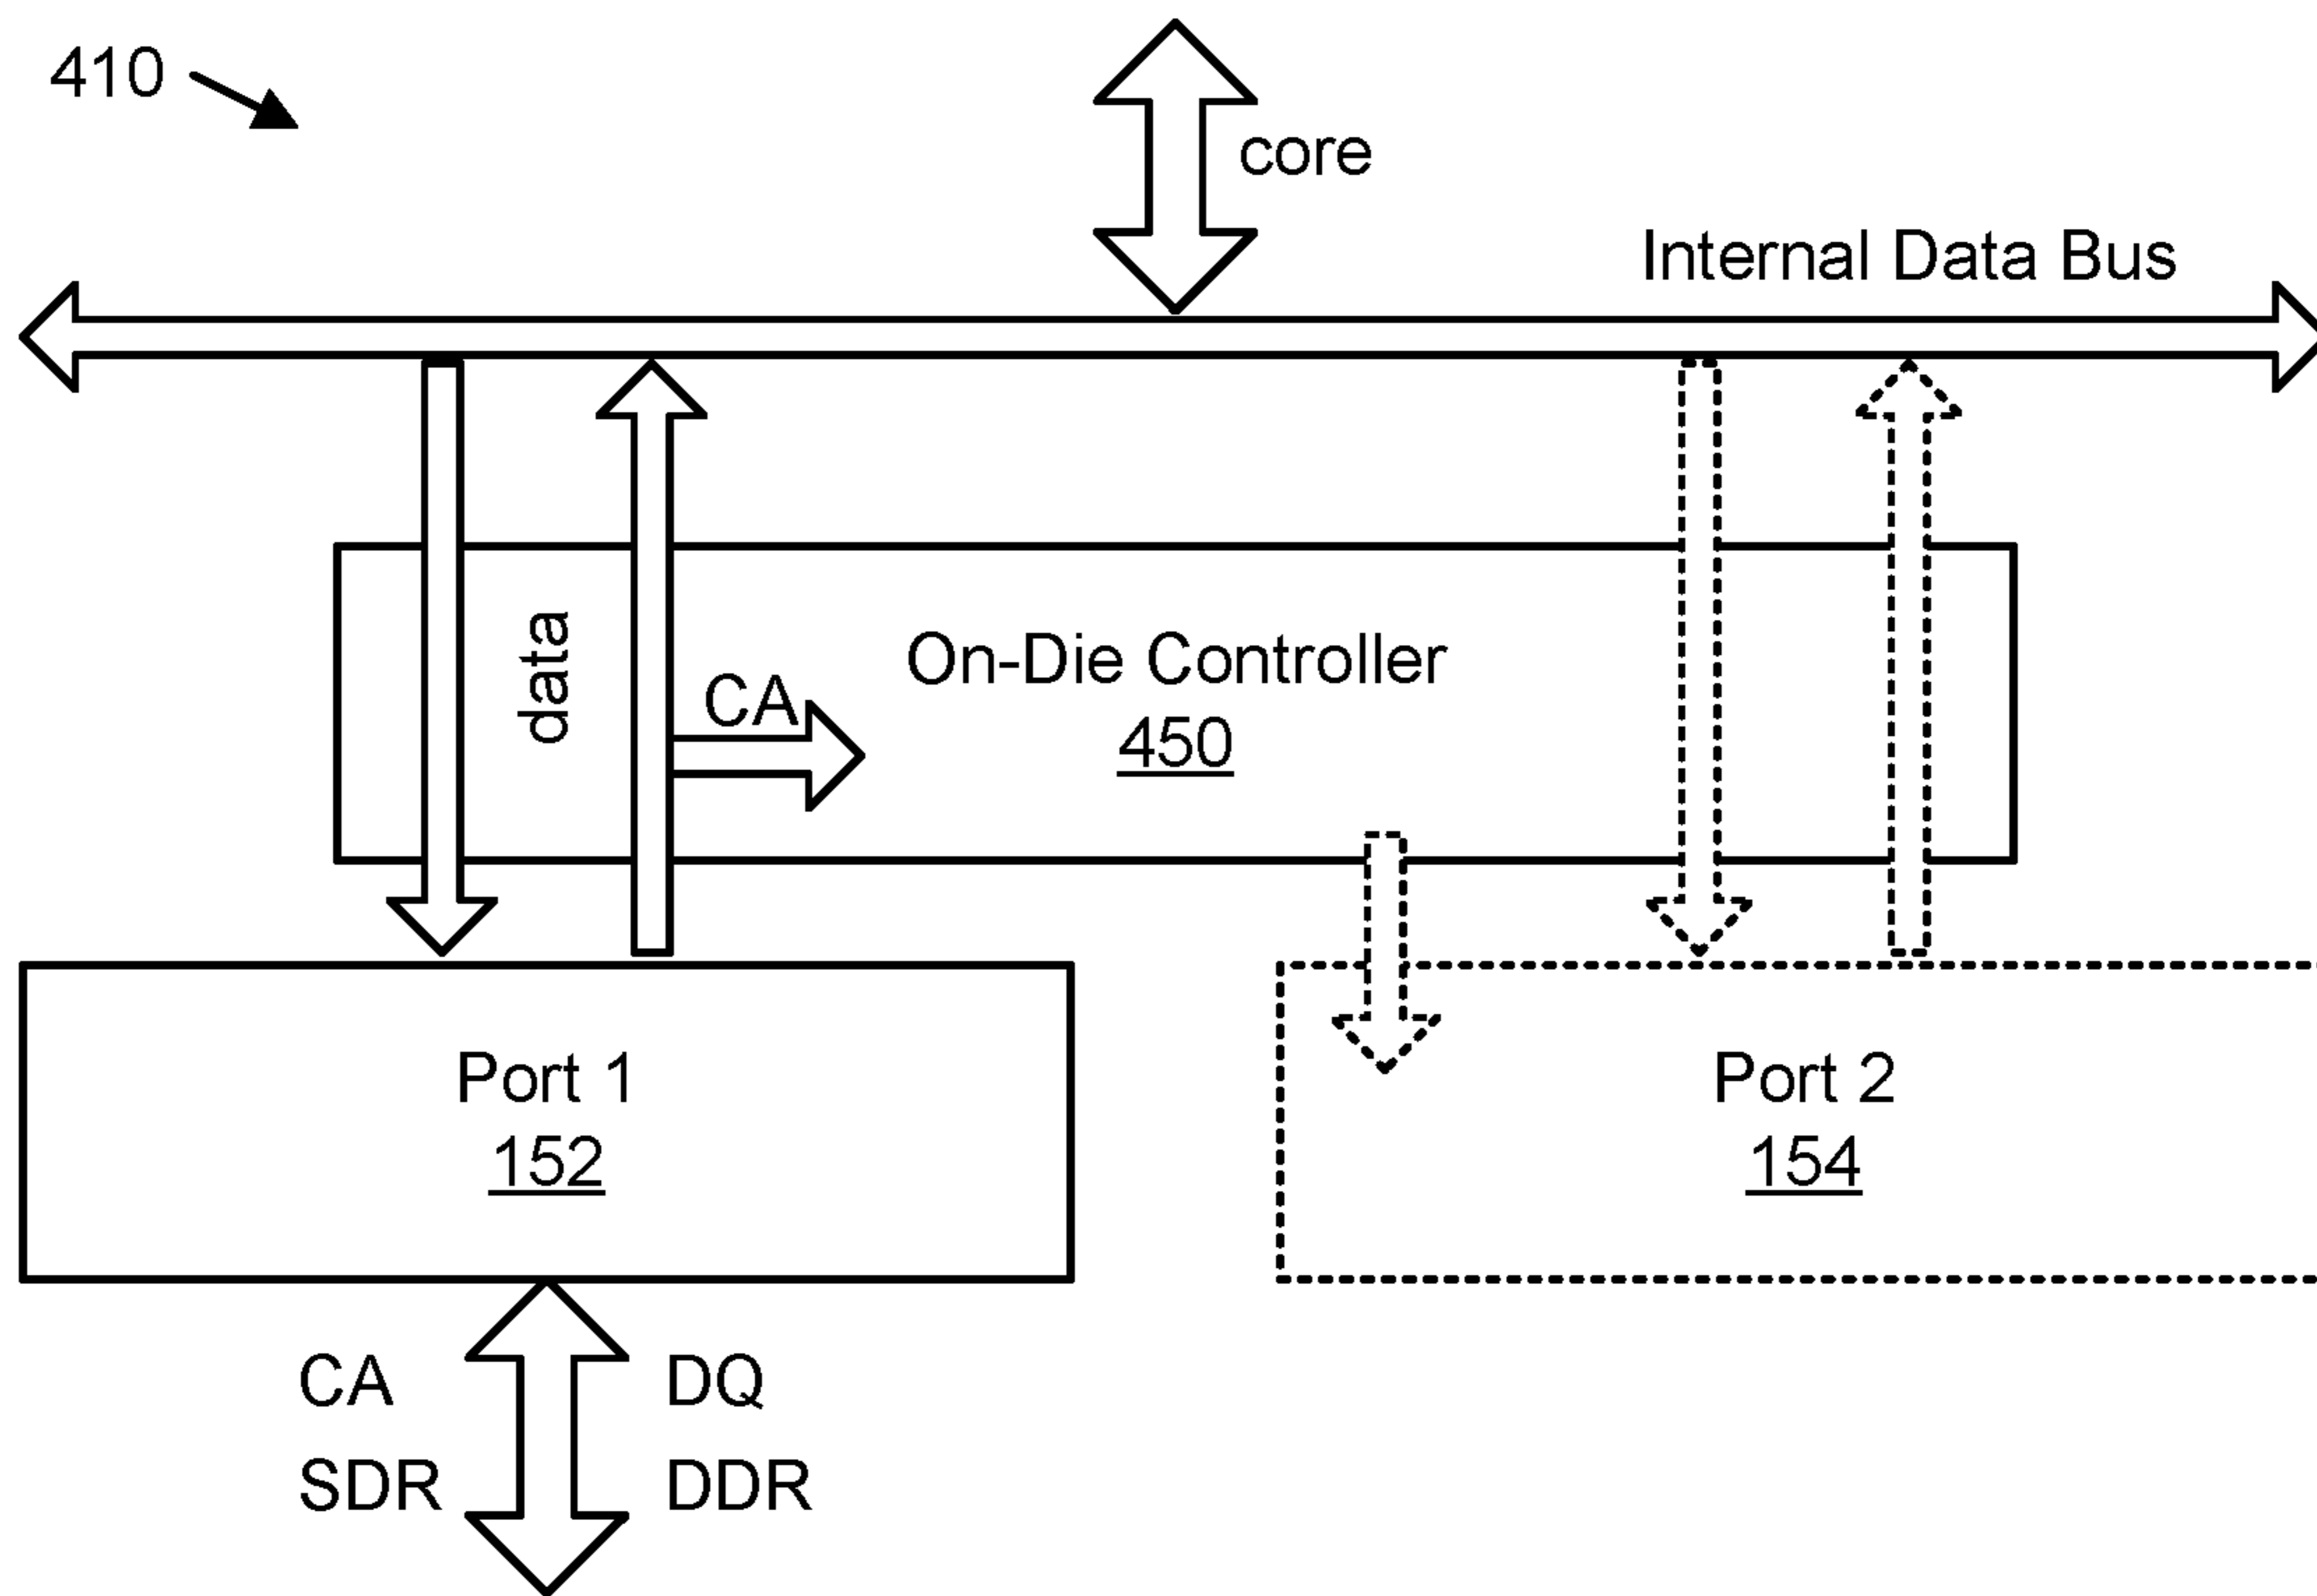 410
core
Internal Data Bus
data
CA
On-Die Controller
450
Port 1
152
Port 2
154
CA
DQ
SDR
DDR